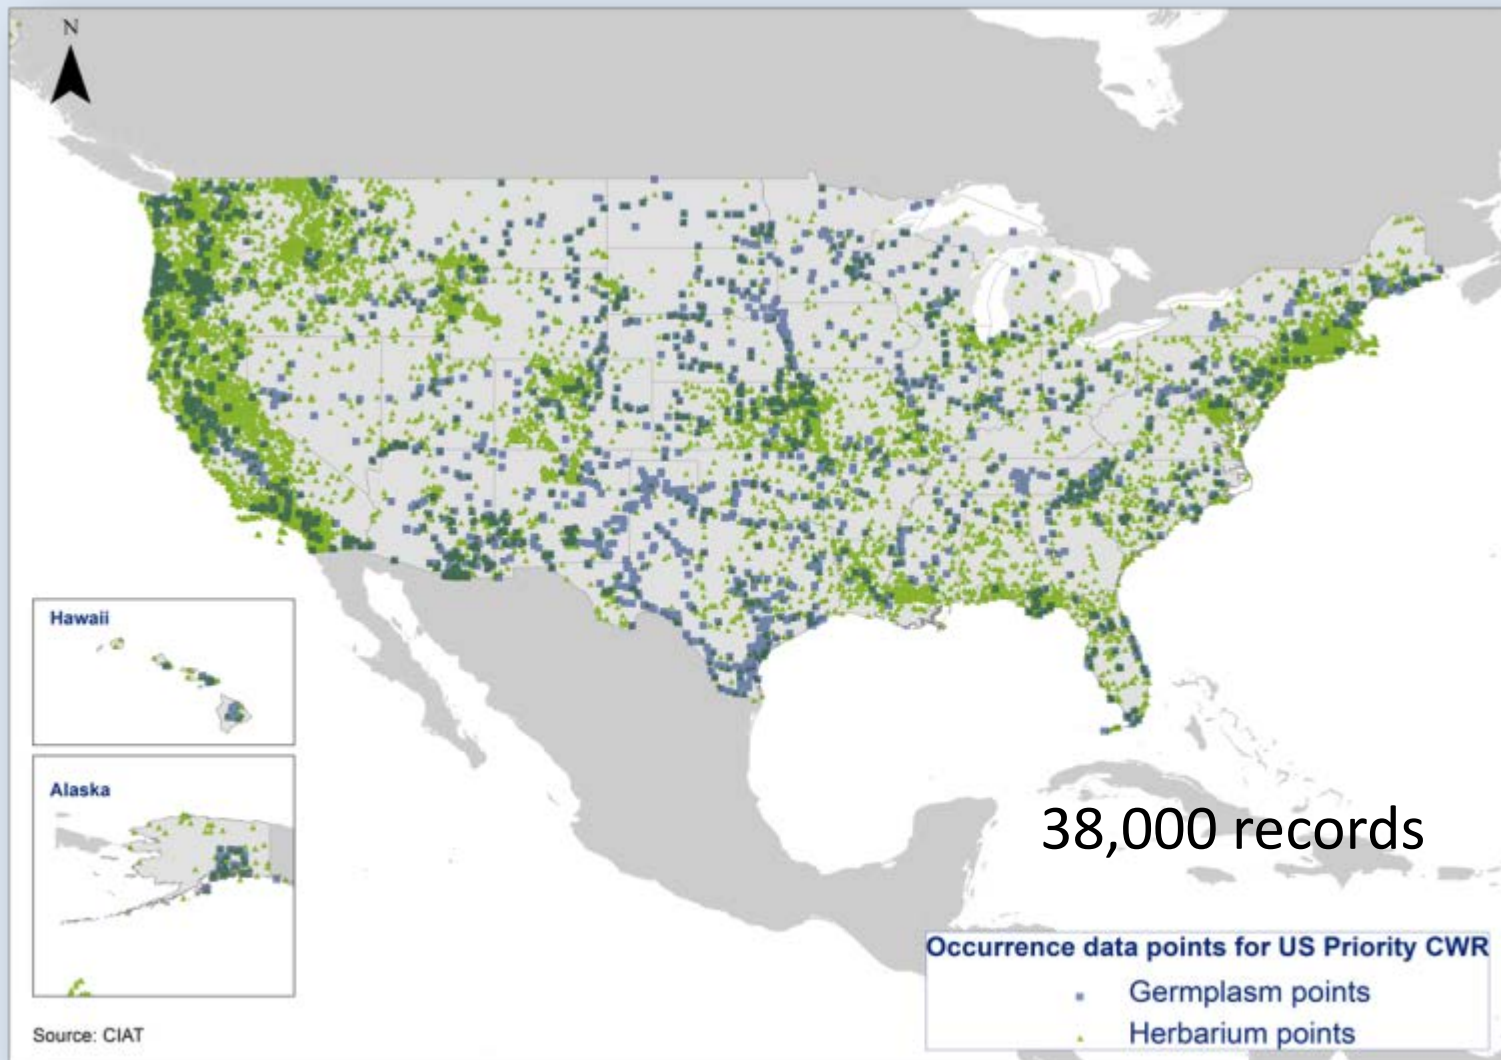 N
Hawaii
Alaska
38,000 records
Occurrence data points for US Priority CWR
Germplasm points
Herbarium points
Source: CIAT